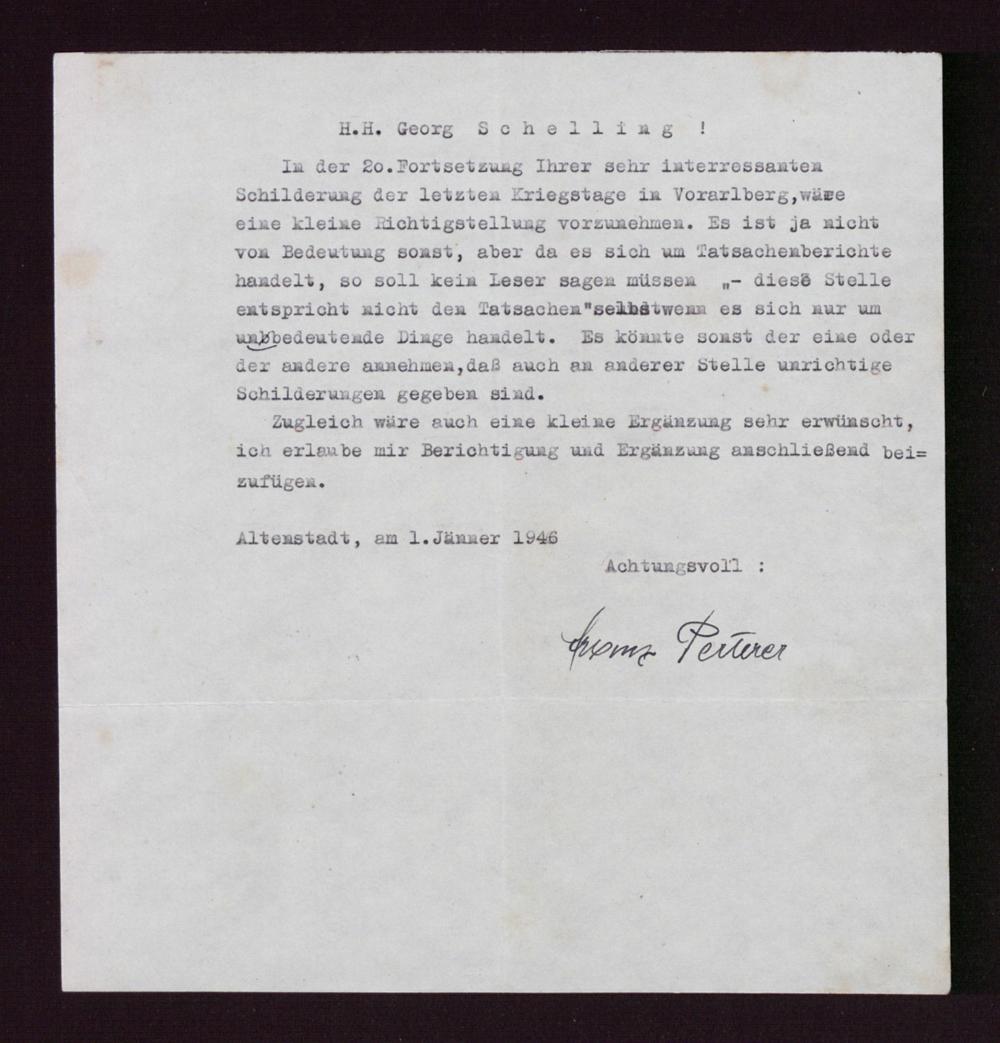 H.H. Georg S c h e l l i n g !
In der 2o.Fortsetzung Ihrer sehr interressanten
Schilderung der letzten Kriegstage in Vorarlberg,wäre
eine kleine Richtigstellung vorzunehmen. Es ist ja nicht
von Bedeutung sonst, aber da es sich um Tatsachenberichte
handelt, so soll kein Leser sagen müssen „- diese Stelle
entspricht nicht den Tatsachen"selbstwenn es sich nur um
unbbedeutende Dinge handelt. Es könnte sonst der eine oder
der andere annehmen,daß auch an anderer Stelle unrichtige
Schilderungen gegeben sind.
Zugleich wäre auch eine kleine Ergänzung sehr erwünscht,
ich erlaube mir Berichtigung und Ergänzung anschließend bei=
zufügen.
Altenstadt, am 1.Jänner 1946
Achtungsvoll :
Franz Perterer